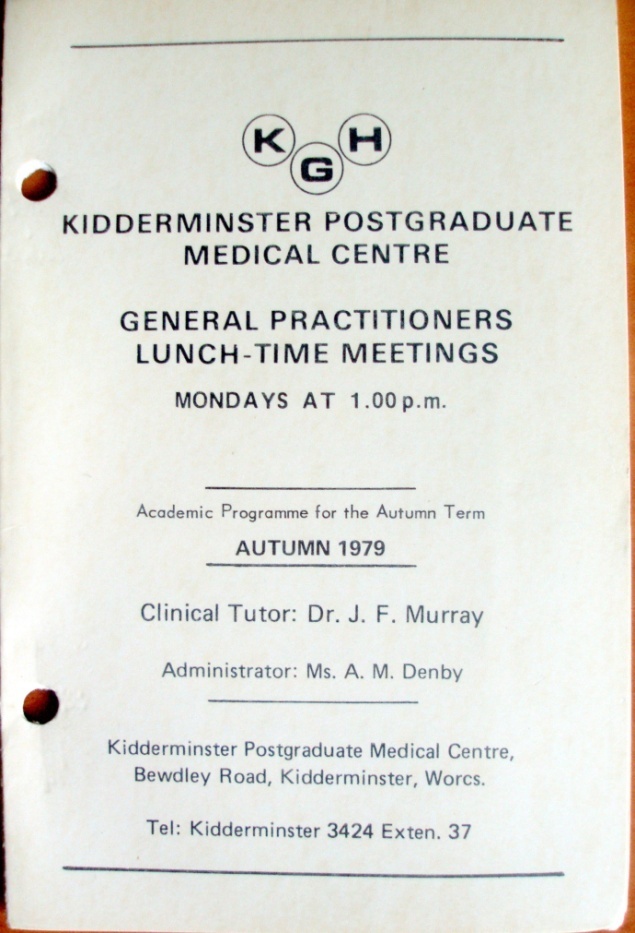 K G H
KIDDERMINSTER POSTGRADUATE
MEDICAL CENTRE
GENERAL PRACTITIONERS
LUNCH-TIME MEETINGS
MONDAYS AT 1.00 p.m.
Academic Programme for the Autumn Term
AUTUMN 1979
Clinical Tutor: Dr. J. F. Murray
Administrator: Ms. A. M. Denby
Kidderminster Postgraduate Medical Centre,
Bewdley Road, Kidderminster, Worcs.
Tel: Kidderminster 3424 Exten. 37